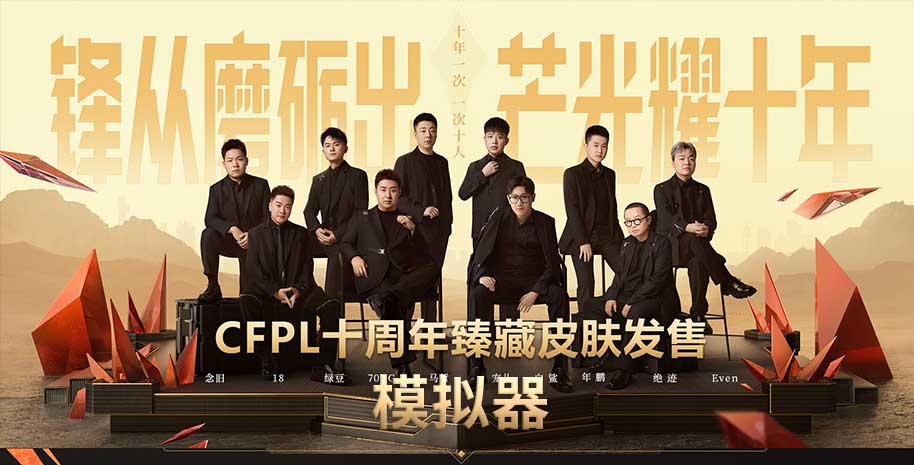 锋从磨砺出 芒光耀十年
十年一次 一次十人
CFPL十周年臻藏皮肤发售
念旧 18 绿豆 白鲨 年鹏 绝迹 Even
模拟器